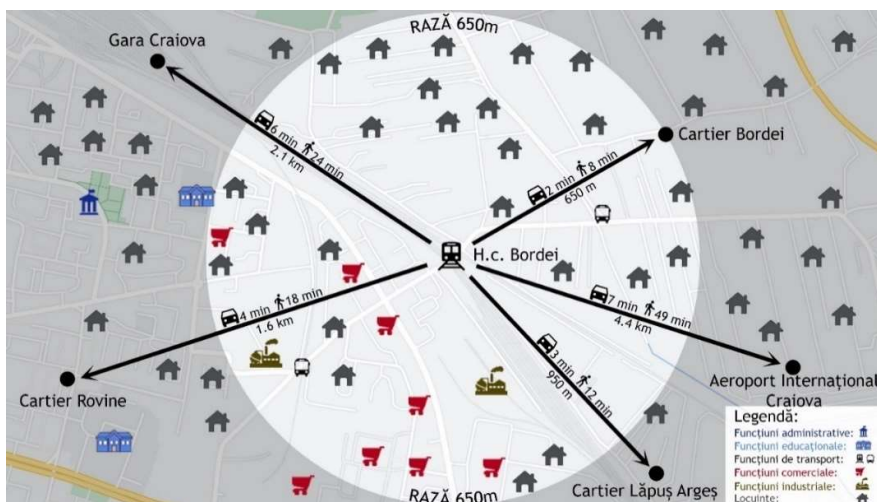 RAZĂ 650m
Gara Craiova
6 min 24 min
2.1 km
Cartier Bordei
2 min 8 min
650 m
H.c. Bordei
4 min 18 min
1.6 km
Cartier Rovine
7 min 49 min
4.4 km
Aeroport Internațional
Craiova
3 min 12 min
950 m
Cartier Lăpuș Argeș
RAZĂ 650m
Legendă:
Funcțiuni administrative:
Funcțiuni educaționale:
Funcțiuni de transport:
Funcțiuni comerciale:
Funcțiuni industriale:
Locuințe: